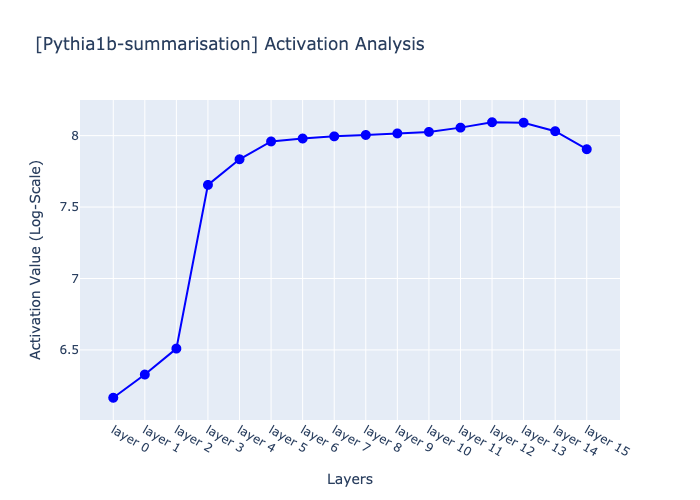 [Pythia1b-summarisation] Activation Analysis
Activation Value (Log-Scale)
8
7.5
7
6.5
layer 0
layer 1
layer 2
layer 3
layer 4
layer 5
layer 6
layer 7
layer 8
layer 9
layer 10
layer 11
layer 12
layer 13
layer 14
layer 15
Layers